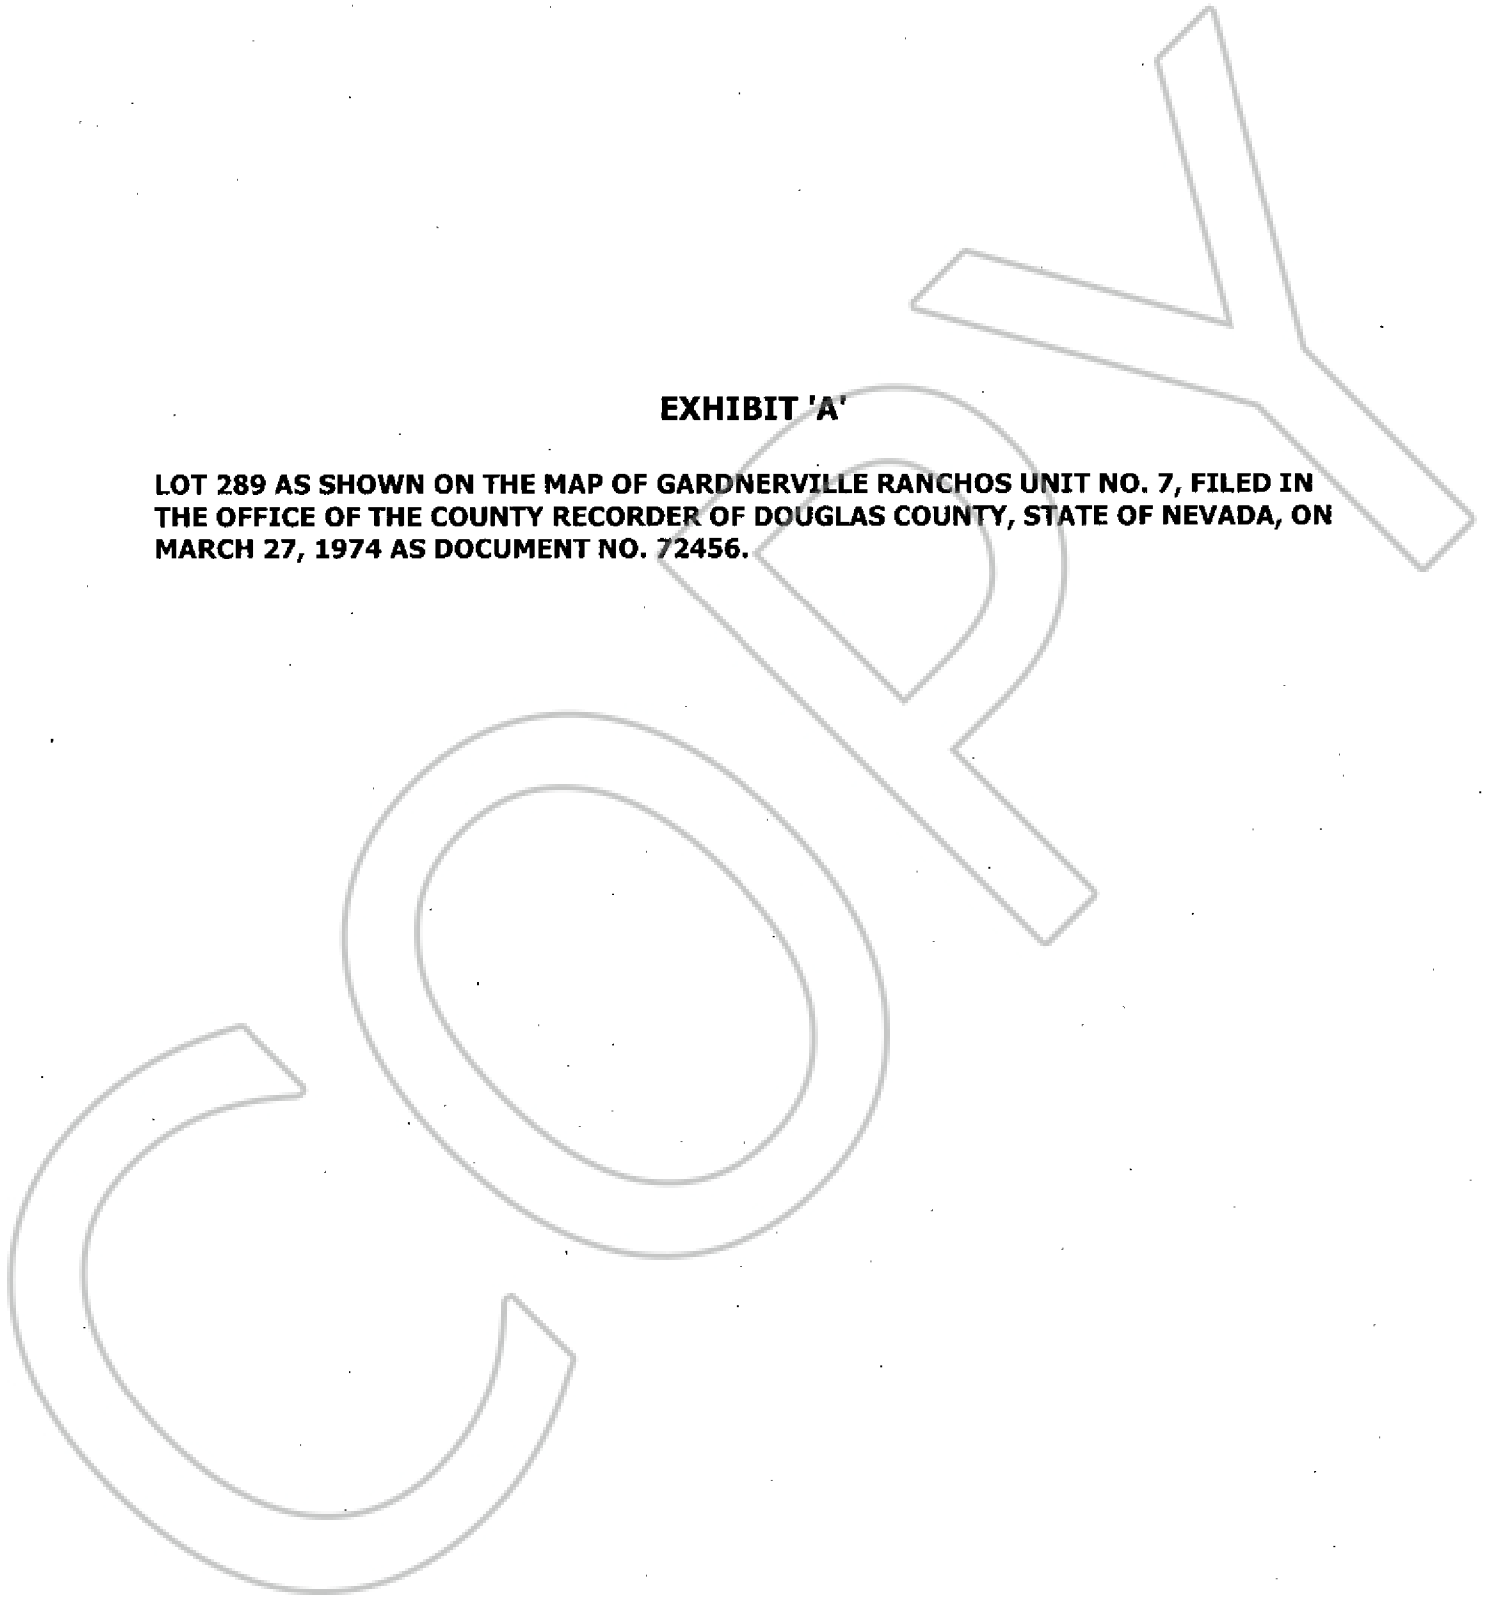 EXHIBIT 'A'
LOT 289 AS SHOWN ON THE MAP OF GARDNERVILLE RANCHOS UNIT NO. 7, FILED IN
THE OFFICE OF THE COUNTY RECORDER OF DOUGLAS COUNTY, STATE OF NEVADA, ON
MARCH 27, 1974 AS DOCUMENT NO. 72456.
COPY